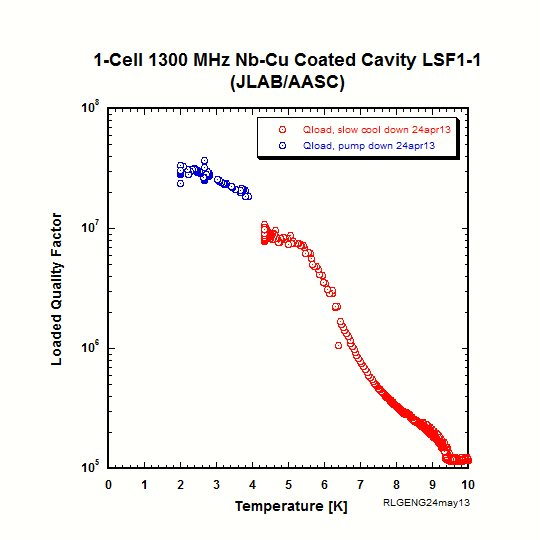 1-Cell 1300 MHz Nb-Cu Coated Cavity LSF1-1
(JLAB/AASC)
10^8
Qload, slow cool down 24apr13
Qload, pump down 24apr13
10^7
Loaded Quality Factor
10^6
10^5
0 1 2 3 4 5 6 7 8 9 10
Temperature [K]
RLGENG24may13